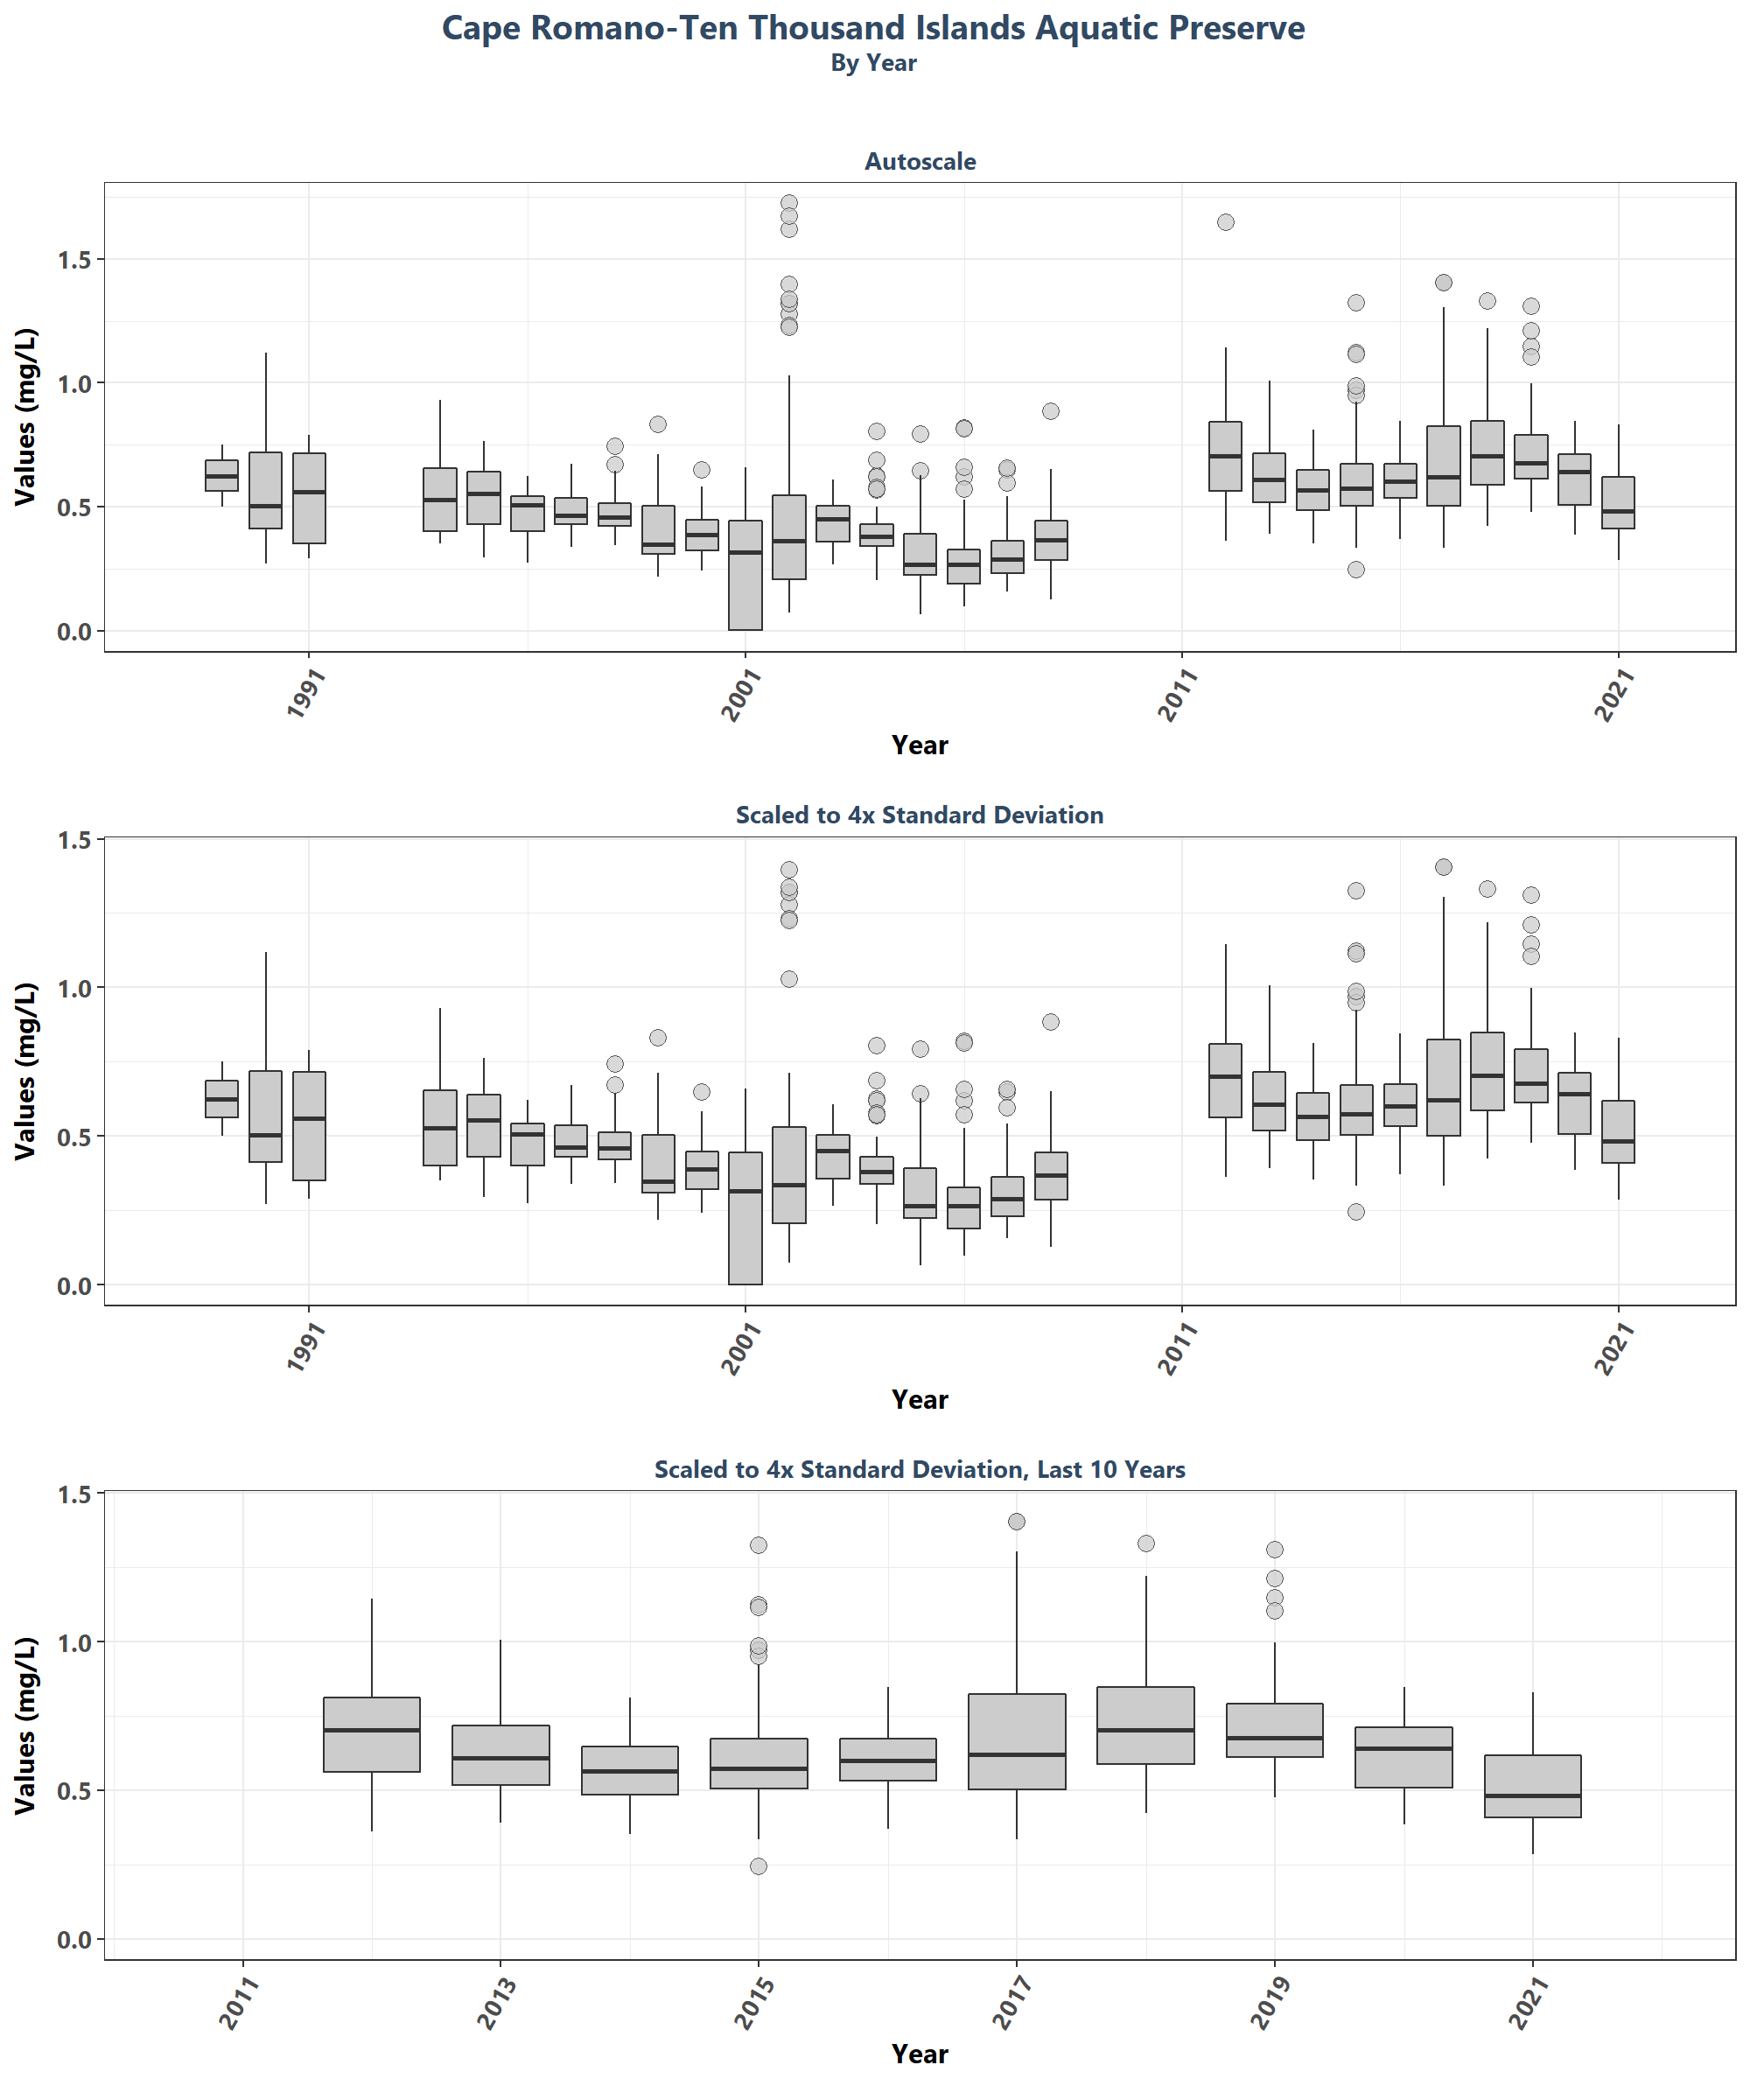 Cape Romano-Ten Thousand Islands Aquatic Preserve
By Year
Autoscale
Values (mg/L)
1.5
1.0
0.5
0.0
1991 2001 2011 2021
Year
Scaled to 4x Standard Deviation
Values (mg/L)
1.5
1.0
0.5
0.0
1991 2001 2011 2021
Year
Scaled to 4x Standard Deviation, Last 10 Years
Values (mg/L)
1.5
1.0
0.5
0.0
2011 2013 2015 2017 2019 2021
Year